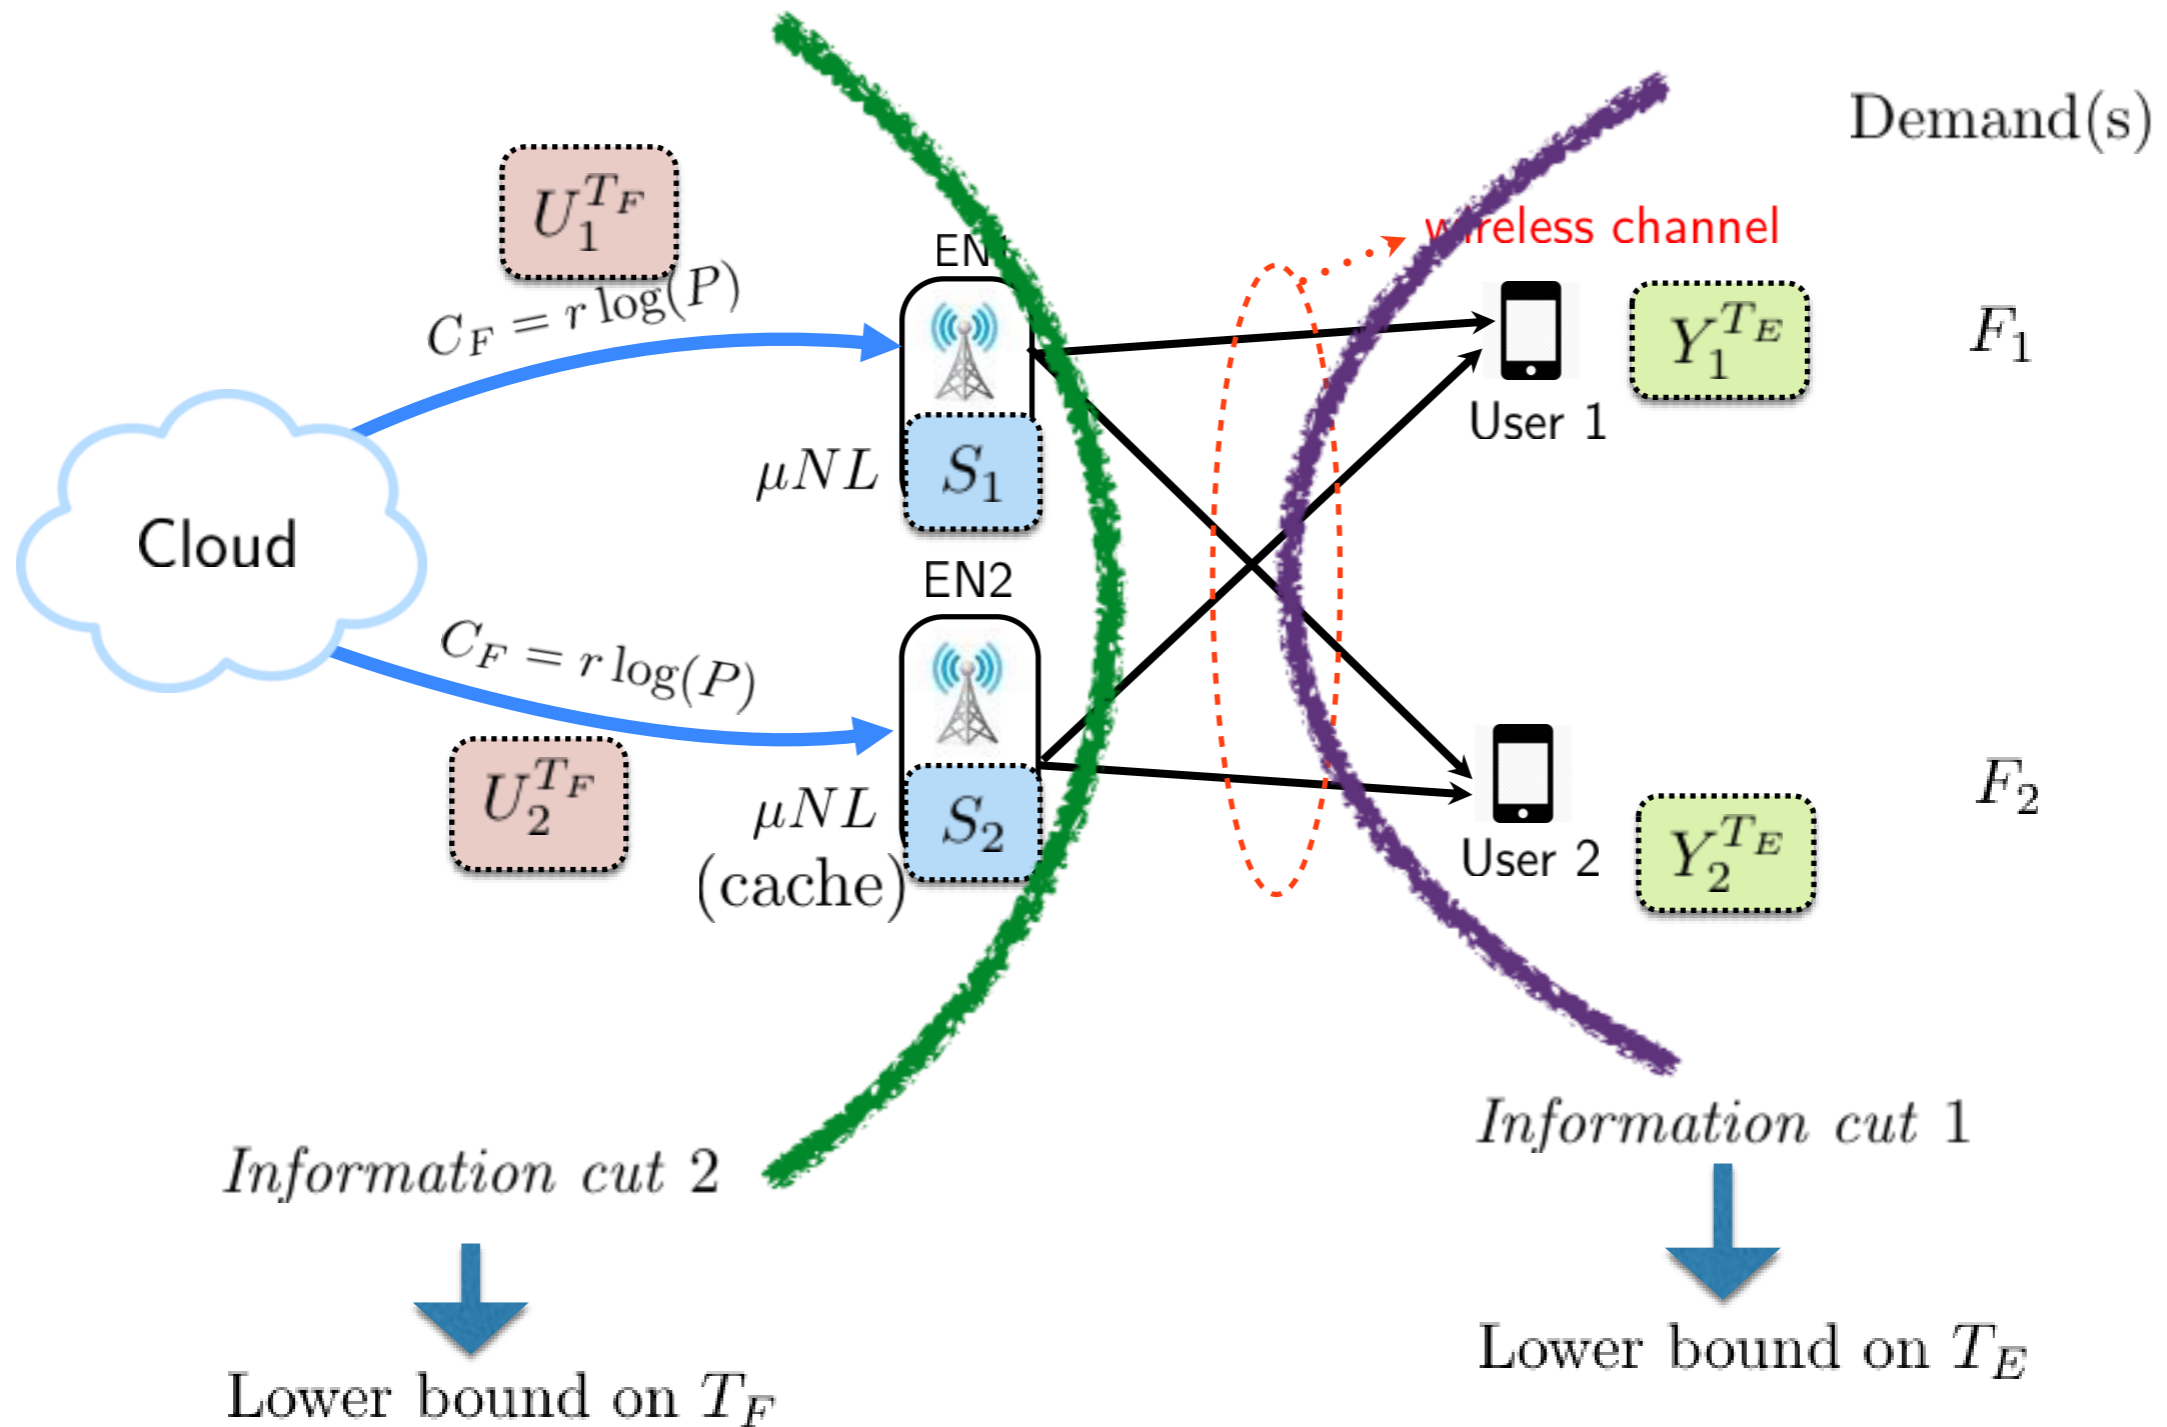 Demand(s)
U_1^{T_F}
wireless channel
EN1
C_F = r log(P)
Y_1^{T_E}
F_1
User 1
μNL
S_1
Cloud
EN2
C_F = r log(P)
U_2^{T_F}
μNL
S_2
(cache)
F_2
User 2
Y_2^{T_E}
Information cut 1
Information cut 2
Lower bound on T_E
Lower bound on T_F